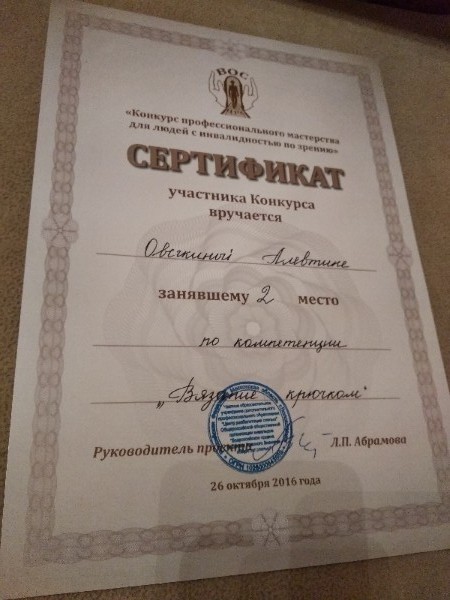 ВОС
«Конкурс профессионального мастерства
для людей с инвалидностью по зрению»
СЕРТИФИКАТ
участника Конкурса
вручается
Овечкиной Алевтине
занявшему 2 место
по компетенции
„Вязание крючком"
Руководитель проекта Л.П. Абрамова
26 октября 2016 года